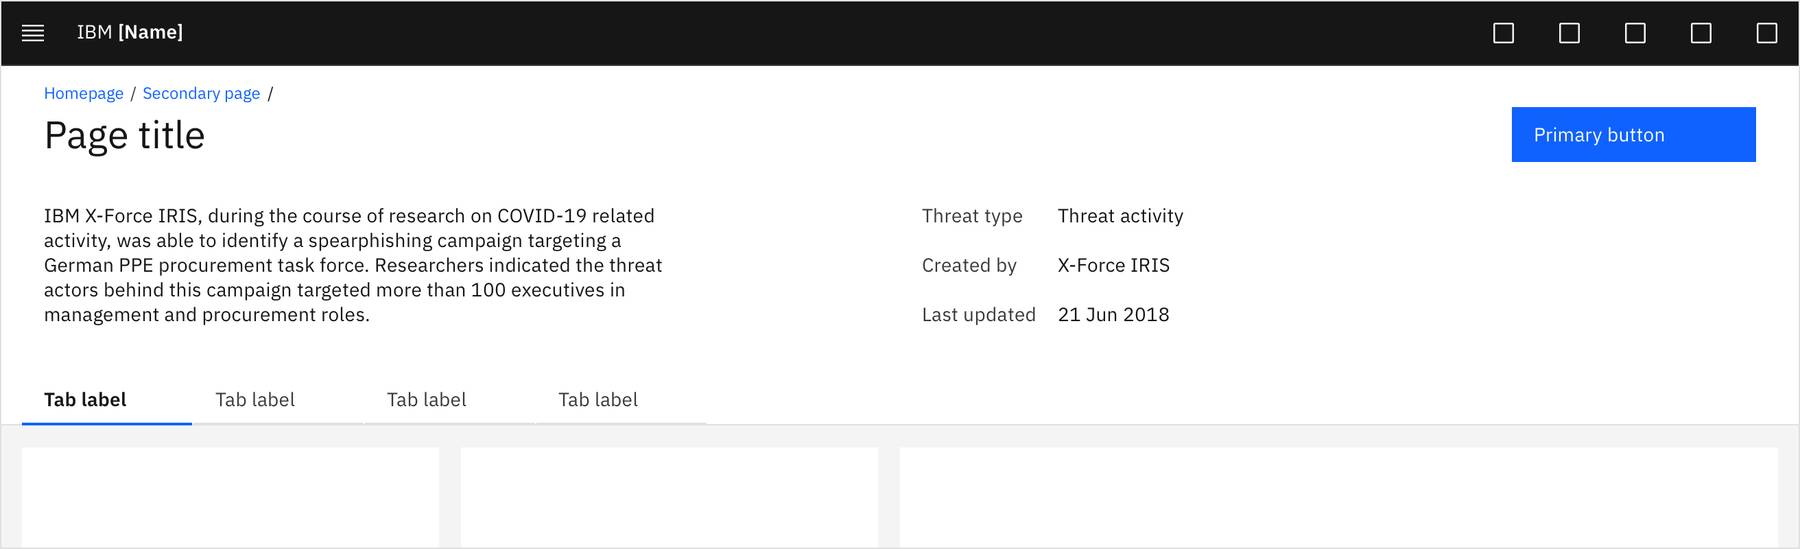 IBM [Name]
Homepage / Secondary page /
Page title
Primary button
IBM X-Force IRIS, during the course of research on COVID-19 related
activity, was able to identify a spearphishing campaign targeting a
German PPE procurement task force. Researchers indicated the threat
actors behind this campaign targeted more than 100 executives in
management and procurement roles.
Threat type Threat activity
Created by X-Force IRIS
Last updated 21 Jun 2018
Tab label Tab label Tab label Tab label